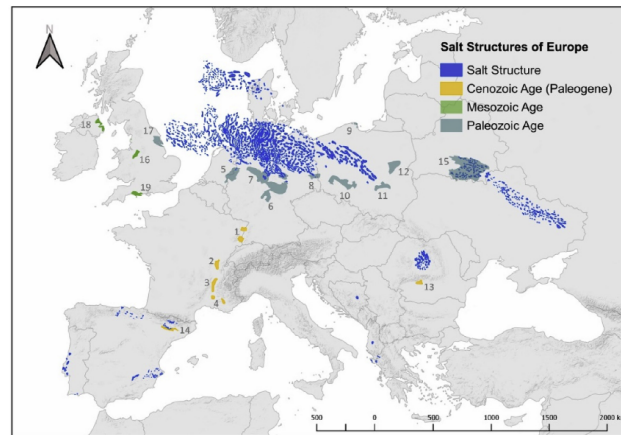 N
Salt Structures of Europe
Salt Structure
Cenozoic Age (Paleogene)
Mesozoic Age
Paleozoic Age
18
17
16
19
9
5
7
8
6
10
11
12
15
1
2
3
4
13
14
500 0 500 1000 1500 2000 k